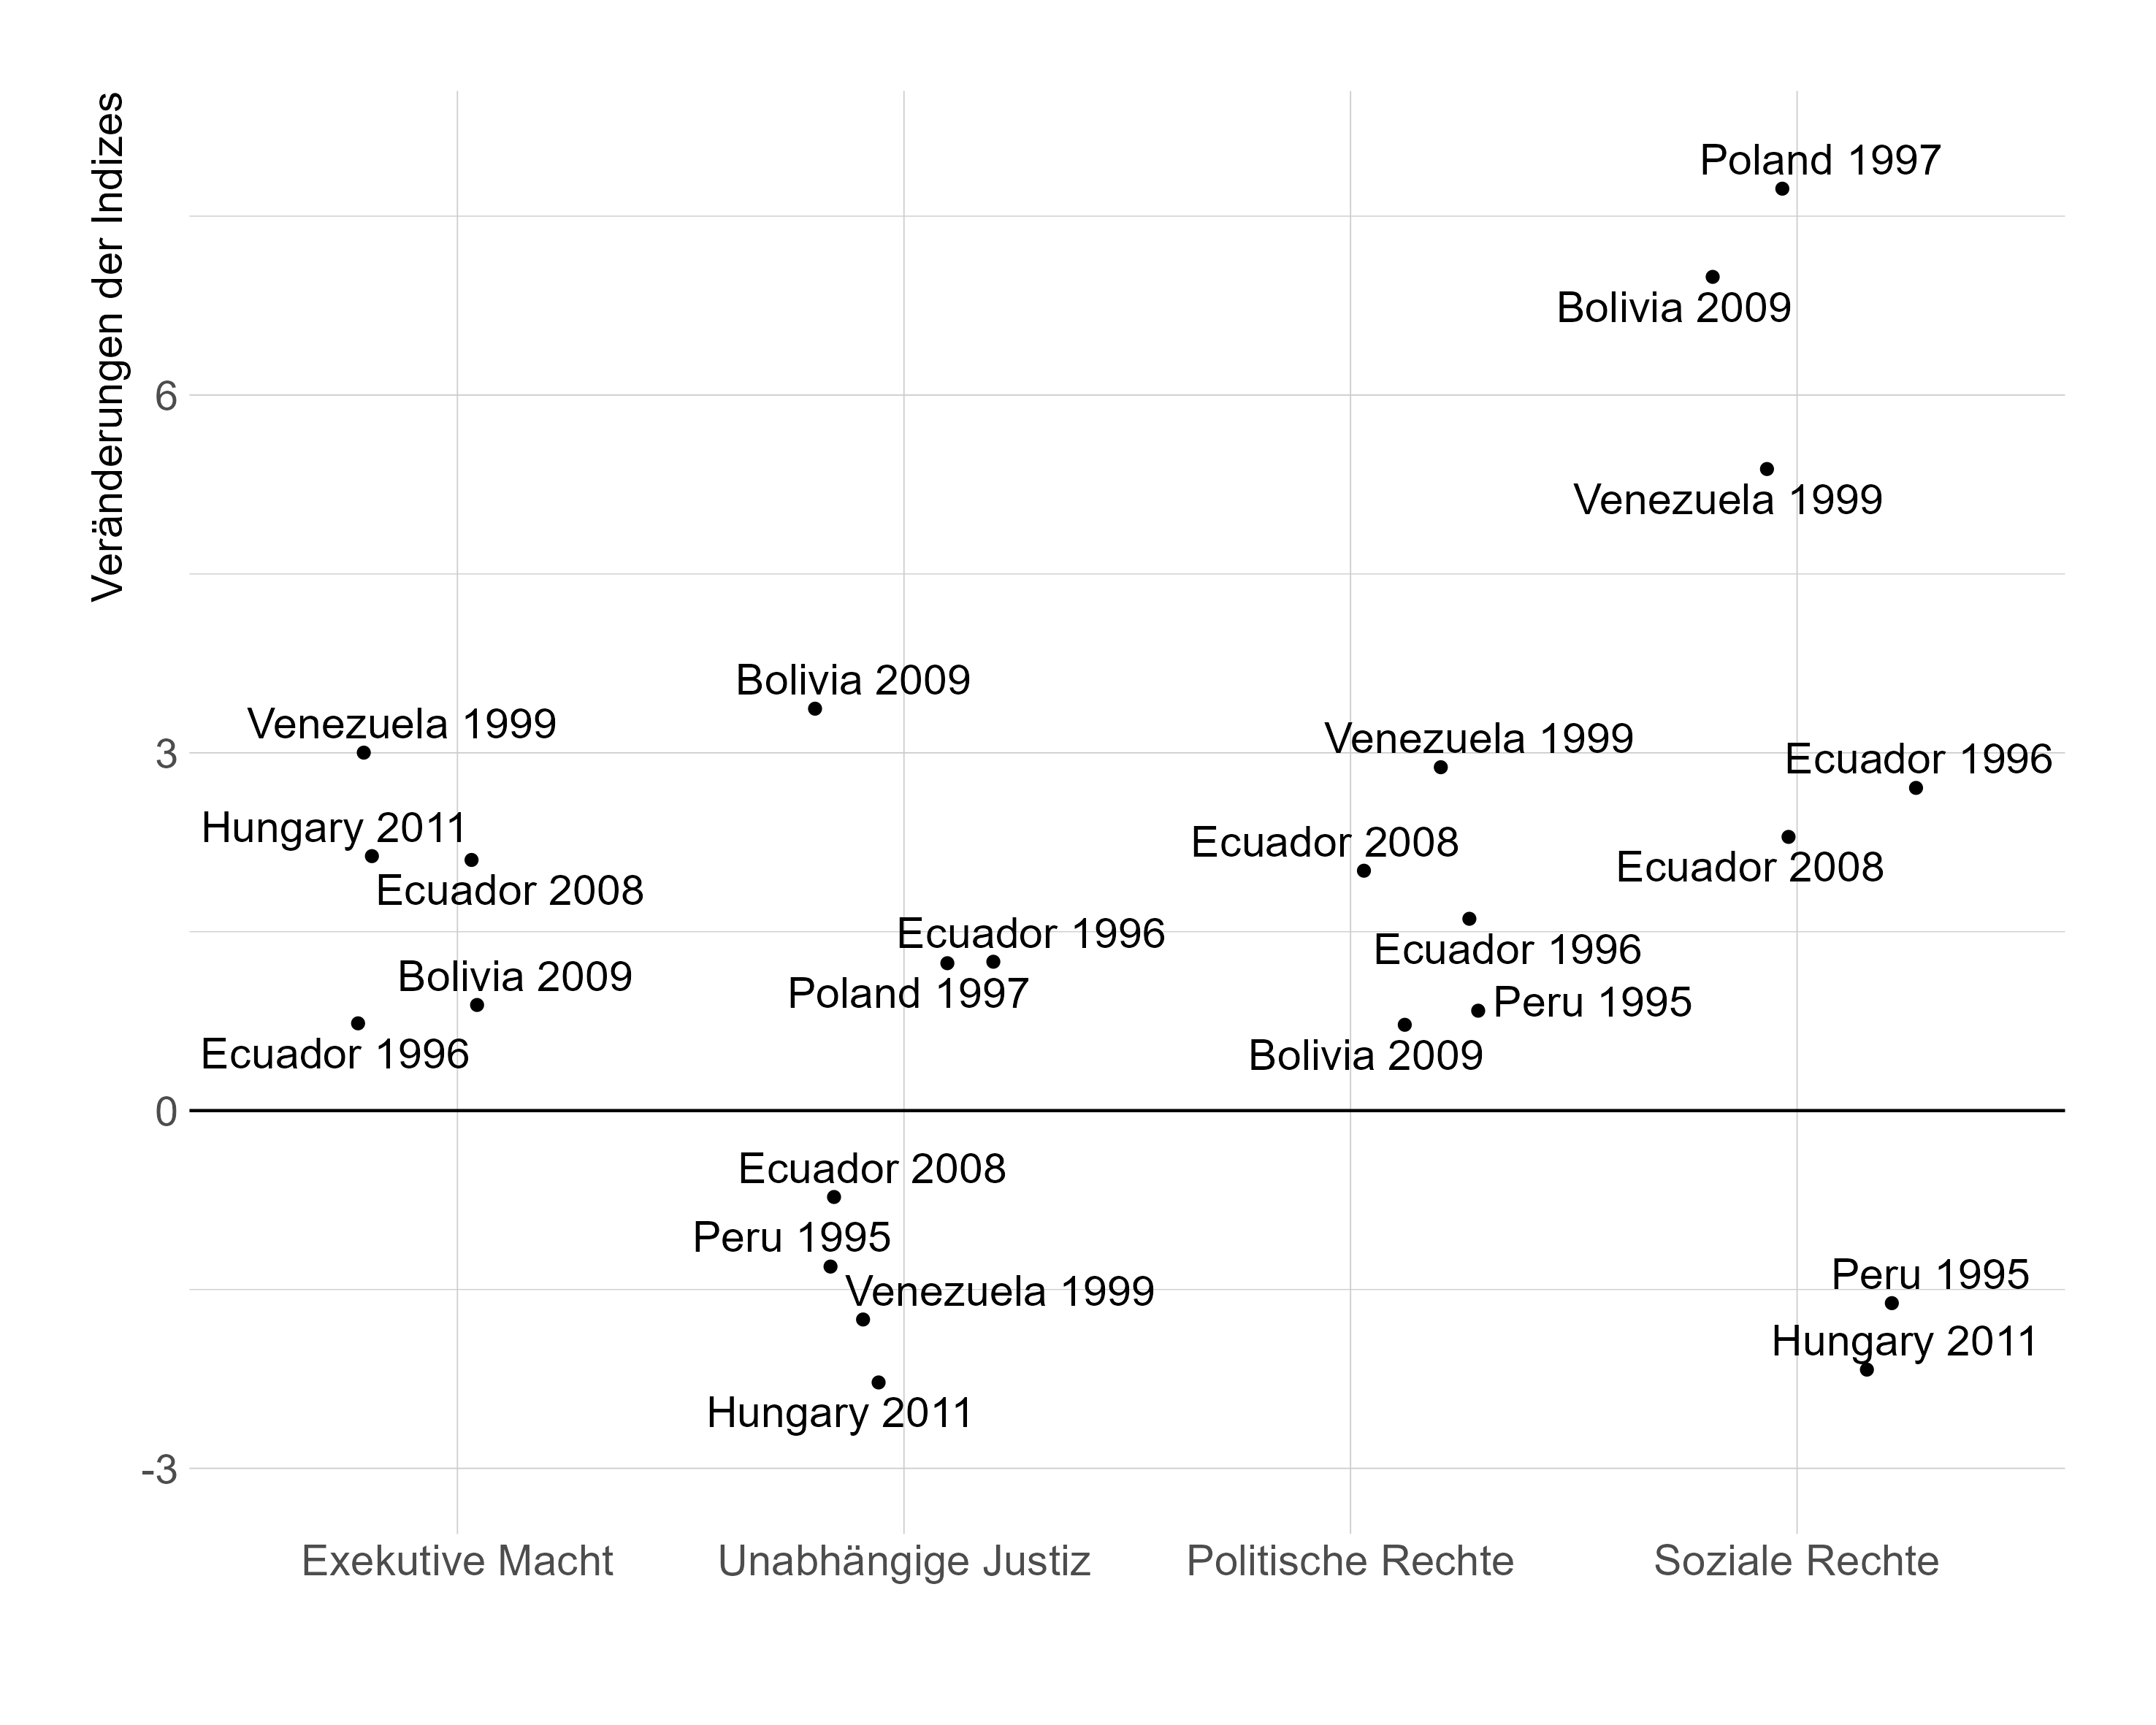 Veränderungen der Indizes
Poland 1997
Bolivia 2009
6
Venezuela 1999
Bolivia 2009
Venezuela 1999
Venezuela 1999
3
Ecuador 1996
Hungary 2011
Ecuador 2008
Ecuador 2008
Ecuador 2008
Ecuador 1996
Ecuador 1996
Bolivia 2009
Poland 1997
Peru 1995
Ecuador 1996
Bolivia 2009
0
Ecuador 2008
Peru 1995
Peru 1995
Venezuela 1999
Hungary 2011
Hungary 2011
-3
Exekutive Macht
Unabhängige Justiz
Politische Rechte
Soziale Rechte